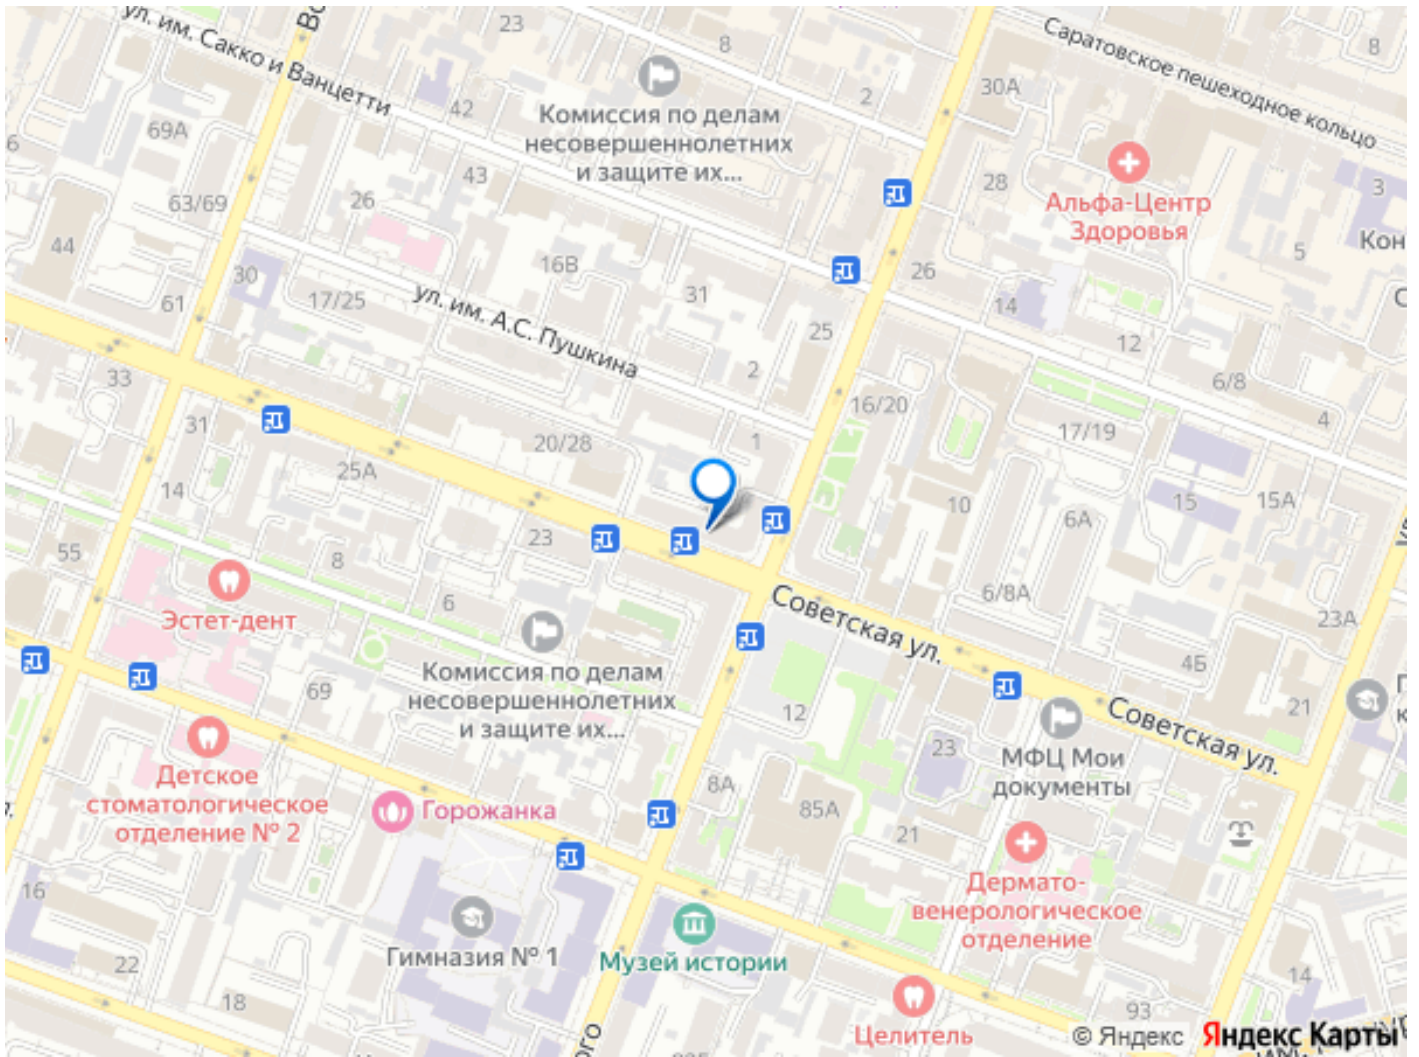 ул. им. Сакко и Ванцетти
Во
23
8
Саратовское пешеходное кольцо
8
30А
2
42
Комиссия по делам
несовершеннолетних
и защите их...
69А
6
43
28
Альфа-Центр
Здоровья
3
63/69
26
5
Кон
44
16В
26
30
17/25
ул. им. А.С. Пушкина
31
14
С
61
25
12
33
2
6/8
16/20
4
31
20/28
1
17/19
25А
14
10
15
15А
6А
55
23
8
6/8А
Эстет-дент
6
Советская ул.
23А
Комиссия по делам
несовершеннолетних
и защите их...
4Б
69
12
Советская ул.
21
23
МФЦ Мои
документы
Детское
стоматологическое
отделение № 2
8А
85А
Горожанка
21
Дермато-
венерологическое
отделение
16
Гимназия № 1
Музей истории
22
18
14
93
Целитель
ого
© Яндекс
Яндекс Карты